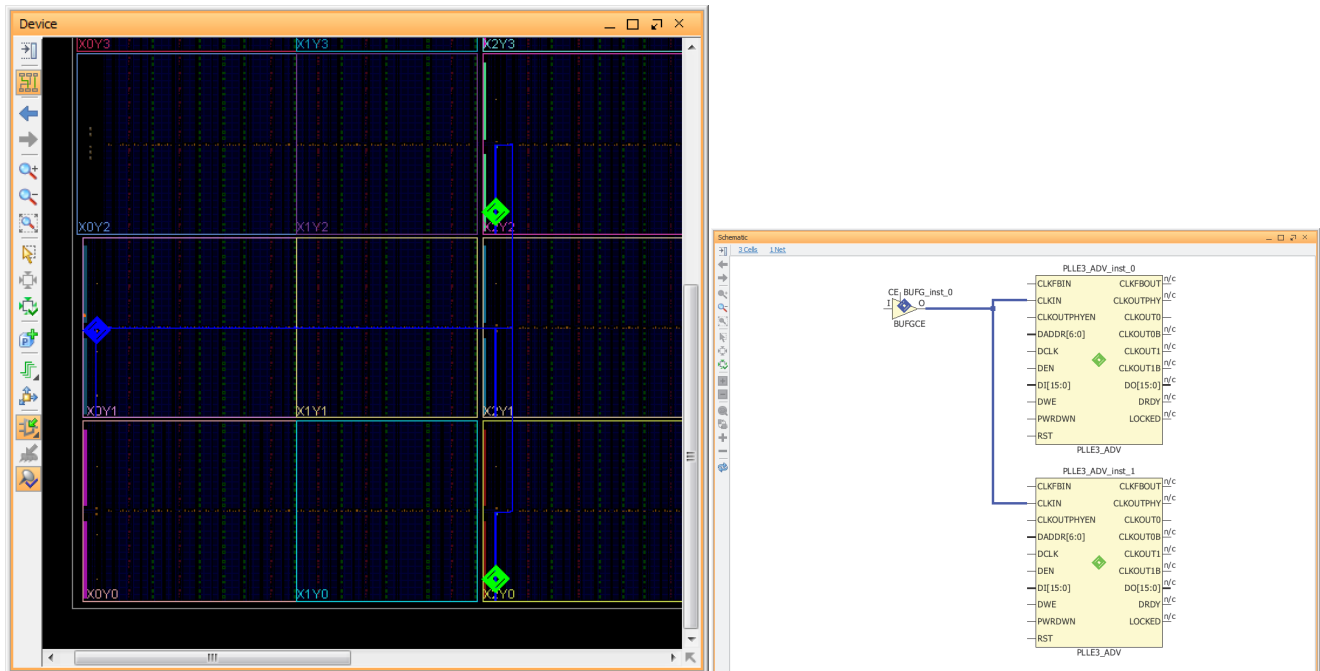 Device
X0Y3
X1Y3
X2Y3
X0Y2
X1Y2
X2Y2
X0Y1
X1Y1
X2Y1
X0Y0
X1Y0
X2Y0
Schematic
3 Cells 1 Net
CE BUFG_inst_0
I O
BUFGCE
PLLE3_ADV_inst_0
CLKFBIN CLKFBOUT n/c
CLKIN CLKOUTPHY n/c
CLKOUTPHYEN CLKOUT0
DADDR[6:0] CLKOUT0B n/c
DCLK CLKOUT1 n/c
DEN CLKOUT1B n/c
DI[15:0] DO[15:0] n/c
DWE DRDY n/c
PWRDWN LOCKED n/c
RST
PLLE3_ADV
PLLE3_ADV_inst_1
CLKFBIN CLKFBOUT n/c
CLKIN CLKOUTPHY n/c
CLKOUTPHYEN CLKOUT0
DADDR[6:0] CLKOUT0B n/c
DCLK CLKOUT1 n/c
DEN CLKOUT1B n/c
DI[15:0] DO[15:0] n/c
DWE DRDY n/c
PWRDWN LOCKED n/c
RST
PLLE3_ADV